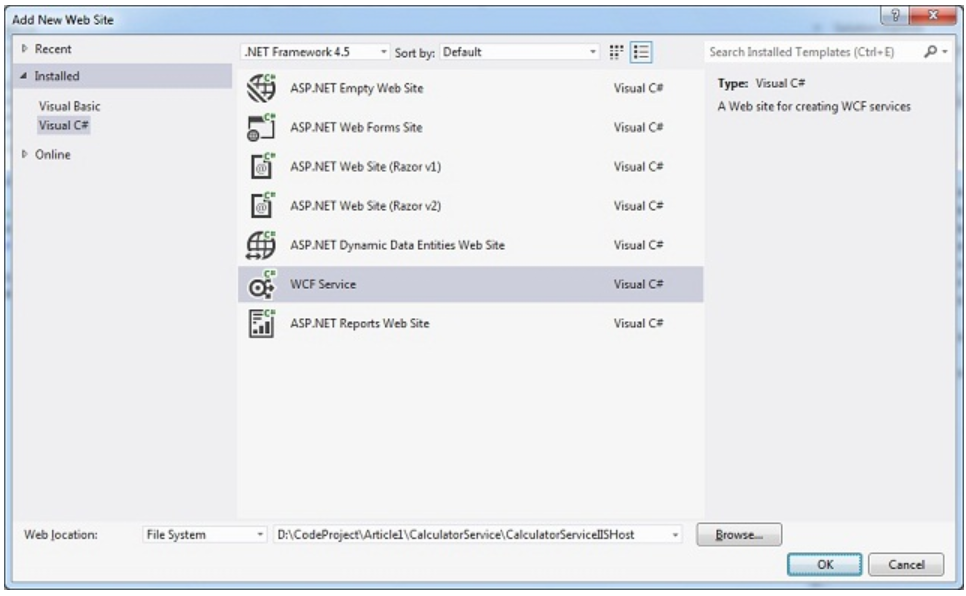 Add New Web Site
Recent
.NET Framework 4.5 Sort by: Default
Search Installed Templates (Ctrl+E)
Installed
Visual Basic
Visual C#
Online
ASP.NET Empty Web Site Visual C#
ASP.NET Web Forms Site Visual C#
ASP.NET Web Site (Razor v1) Visual C#
ASP.NET Web Site (Razor v2) Visual C#
ASP.NET Dynamic Data Entities Web Site Visual C#
WCF Service Visual C#
ASP.NET Reports Web Site Visual C#
Type: Visual C#
A Web site for creating WCF services
Web location: File System D:\CodeProject\Article1\CalculatorService\CalculatorServiceIISHost Browse...
OK Cancel